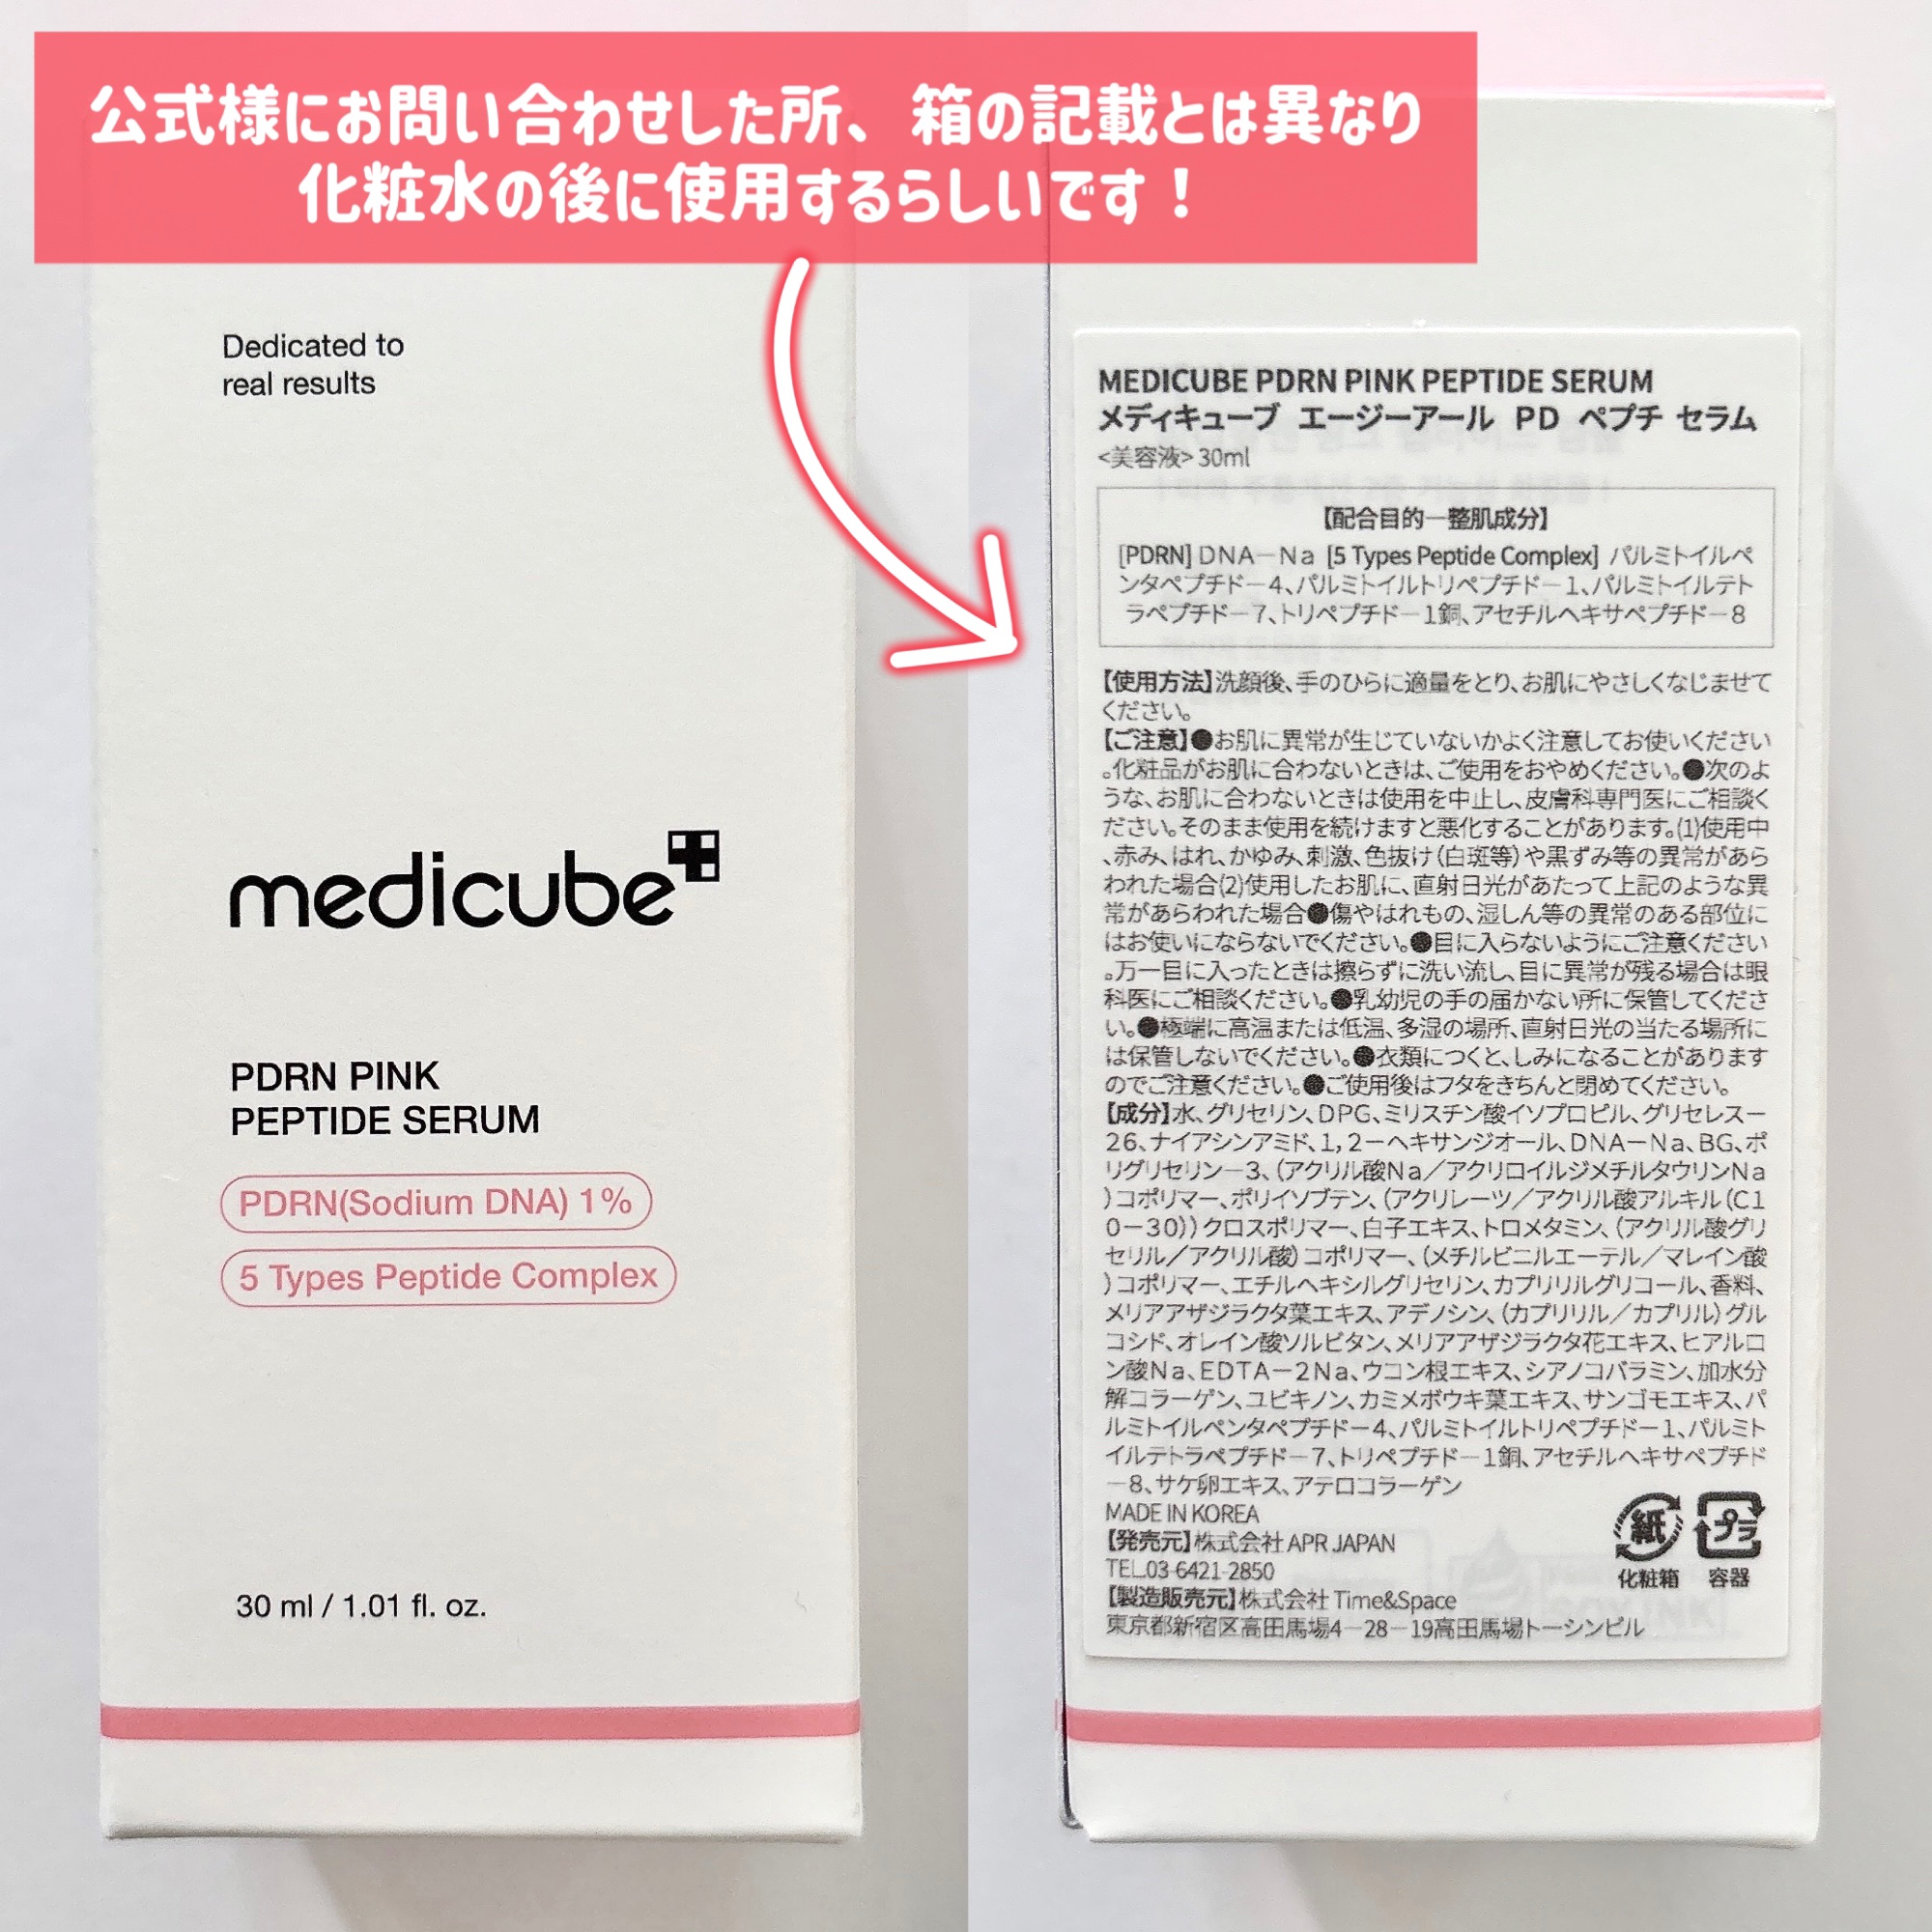 公式様にお問い合わせした所、箱の記載とは異なり
化粧水の後に使用するらしいです！
Dedicated to
real results
medicube
PDRN PINK
PEPTIDE SERUM
PDRN(Sodium DNA) 1%
5 Types Peptide Complex
30 ml / 1.01 fl. oz.
MEDICUBE PDRN PINK PEPTIDE SERUM
メディキューブ エージーアール PD ペプチ セラム
<美容液> 30ml
【配合目的―整肌成分】
[PDRN] DNA－Na [5 Types Peptide Complex] パルミトイルペ
ンタペプチド－4、パルミトイルトリペプチド－1、パルミトイルテト
ラペプチド－7、トリペプチド－1銅、アセチルヘキサペプチド－8
【使用方法】洗顔後、手のひらに適量をとり、お肌にやさしくなじませて
ください。
【ご注意】●お肌に異常が生じていないかよく注意してお使いください
。化粧品がお肌に合わないときは、ご使用をおやめください。●次のよ
うな、お肌に合わないときは使用を中止し、皮膚科専門医にご相談く
ださい。そのまま使用を続けますと悪化することがあります。(1)使用中
、赤み、はれ、かゆみ、刺激、色抜け（白斑等）や黒ずみ等の異常があら
われた場合(2)使用したお肌に、直射日光があたって上記のような異
常があらわれた場合●傷やはれもの、湿しん等の異常のある部位に
はお使いにならないでください。●目に入らないようにご注意ください
。万一目に入ったときは擦らずに洗い流し、目に異常が残る場合は眼
科医にご相談ください。●乳幼児の手の届かない所に保管してくださ
い。●極端に高温または低温、多湿の場所、直射日光の当たる場所に
は保管しないでください。●衣類につくと、しみになることがあります
のでご注意ください。●ご使用後はフタをきちんと閉めてください。
【成分】水、グリセリン、DPG、ミリスチン酸イソプロピル、グリセレス－
26、ナイアシンアミド、1,2－ヘキサンジオール、DNA－Na、BG、ポ
リグリセリン－3、（アクリル酸Na／アクリロイルジメチルタウリンNa
）コポリマー、ポリイソブテン、（アクリレーツ／アクリル酸アルキル（C1
0－30））クロスポリマー、白子エキス、トロメタミン、（アクリル酸グリ
セリル／アクリル酸）コポリマー、（メチルビニルエーテル／マレイン酸
）コポリマー、エチルヘキシルグリセリン、カプリリルグリコール、香料、
メリアアザジラクタ葉エキス、アデノシン、（カプリリル／カプリル）グル
コシド、オレイン酸ソルビタン、メリアアザジラクタ花エキス、ヒアルロ
ン酸Na、EDTA－2Na、ウコン根エキス、シアノコバラミン、加水分
解コラーゲン、ユビキノン、カミメボウキ葉エキス、サンゴモエキス、パ
ルミトイルペンタペプチド－4、パルミトイルトリペプチド－1、パルミト
イルテトラペプチド－7、トリペプチド－1銅、アセチルヘキサペプチド
－8、サケ卵エキス、アテロコラーゲン
MADE IN KOREA
【発売元】株式会社 APR JAPAN
TEL.03-6421-2850
【製造販売元】株式会社 Time&Space
東京都新宿区高田馬場4－28－19高田馬場トーシンビル
紙 プラ
化粧箱 容器